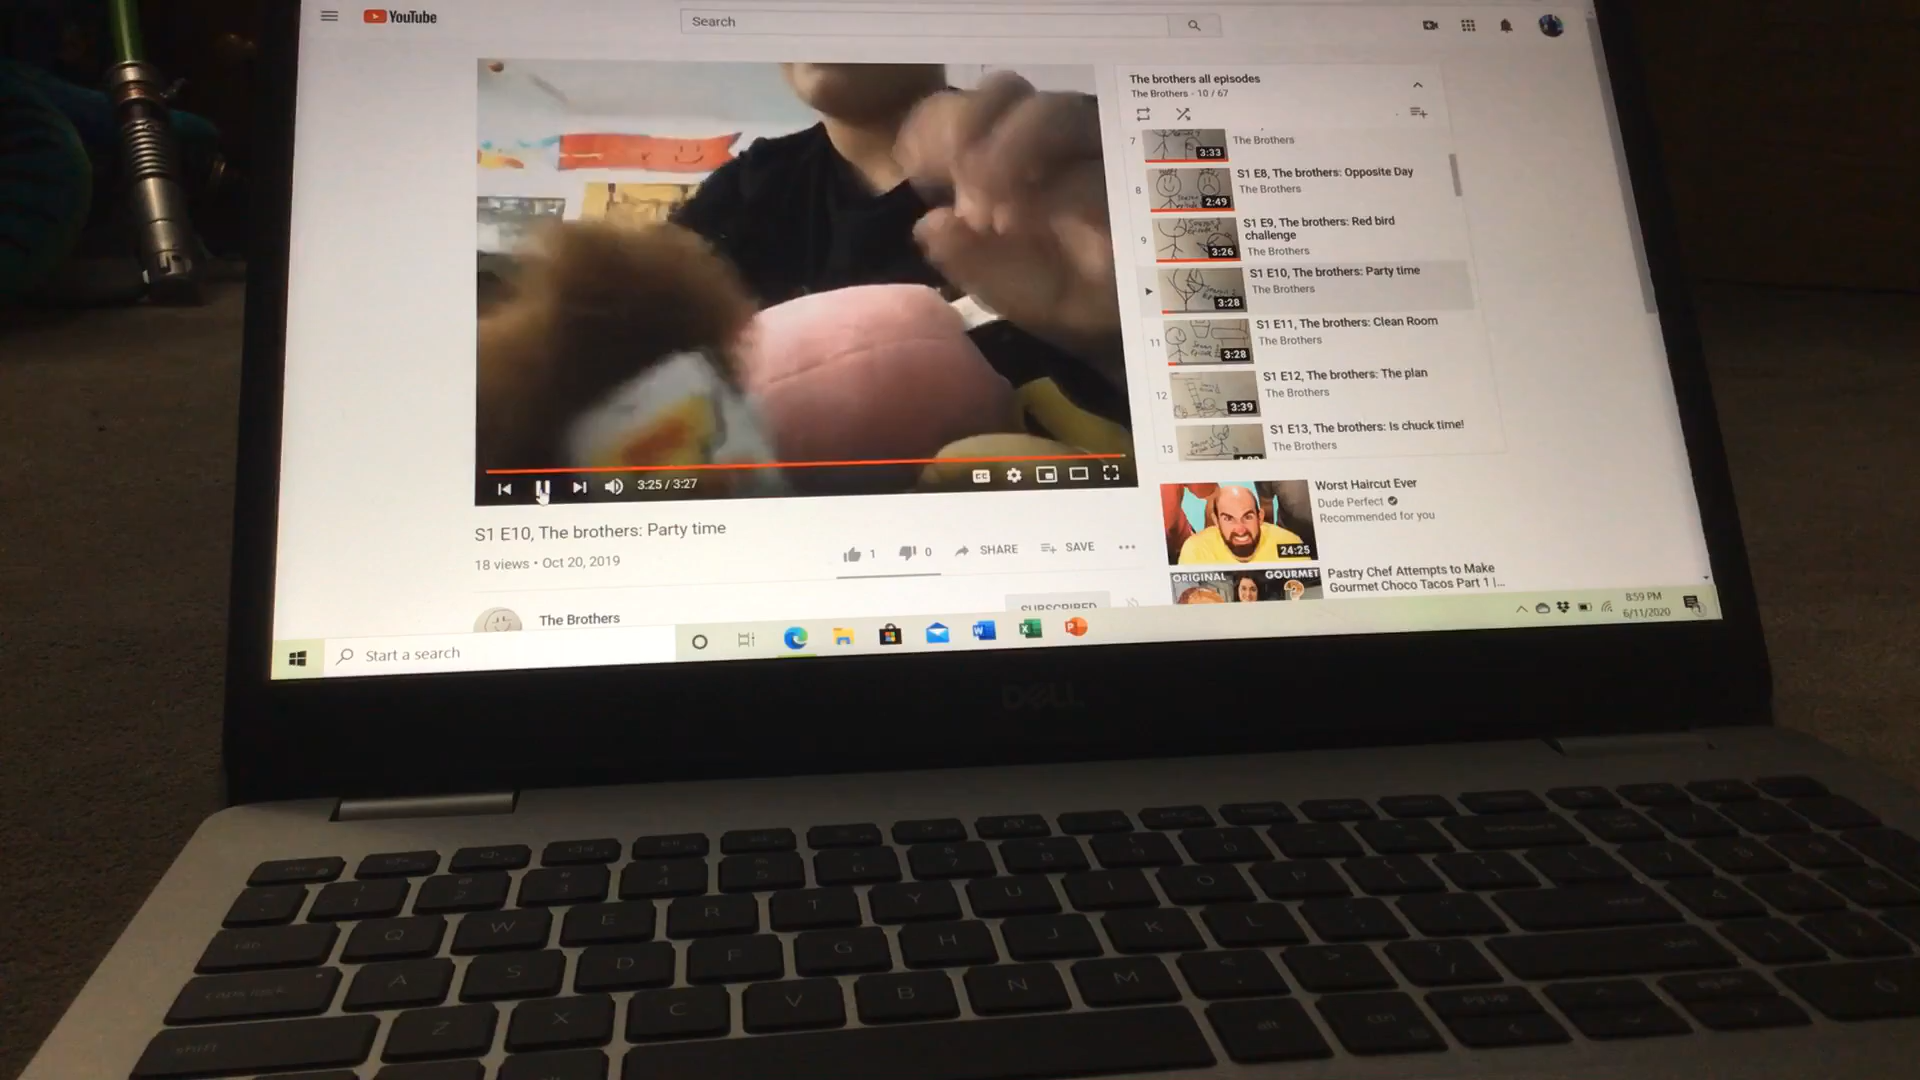 YouTube
Search
The brothers all episodes
The Brothers - 10 / 67
7
3:33
The Brothers
8
2:49
S1 E8, The brothers: Opposite Day
The Brothers
9
3:26
S1 E9, The brothers: Red bird
challenge
The Brothers
3:28
S1 E10, The brothers: Party time
The Brothers
11
3:28
S1 E11, The brothers: Clean Room
The Brothers
12
3:39
S1 E12, The brothers: The plan
The Brothers
13
S1 E13, The brothers: Is chuck time!
The Brothers
CC
3:25 / 3:27
S1 E10, The brothers: Party time
18 views • Oct 20, 2019
1
0
SHARE
SAVE
The Brothers
SUBSCRIBED
24:25
Worst Haircut Ever
Dude Perfect
Recommended for you
ORIGINAL
GOURMET
Pastry Chef Attempts to Make
Gourmet Choco Tacos Part 1 |...
Start a search
8:59 PM
6/11/2020
DELL
Q
W
E
R
T
Y
U
I
O
P
A
S
D
F
G
H
J
K
L
Z
X
C
V
B
N
M
alt
ctrl